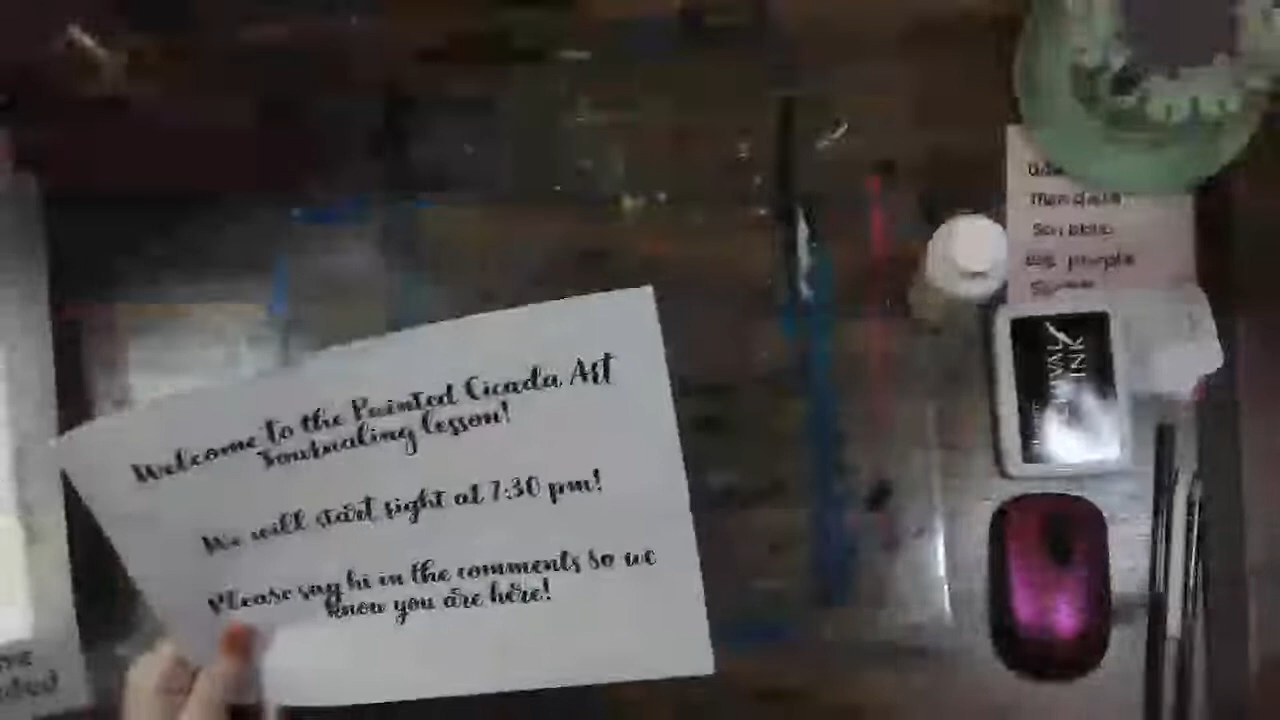 Welcome to the Painted Cicada Art
Journaling lesson!
We will start right at 7:30 pm!
Please say hi in the comments so we
know you are here!
Mandala
purple
INK